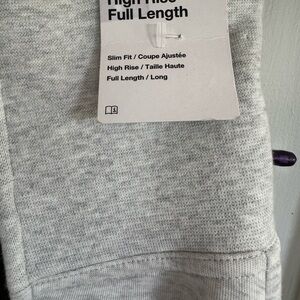 High Rise
Full Length
Slim Fit / Coupe Ajustée
High Rise / Taille Haute
Full Length / Long